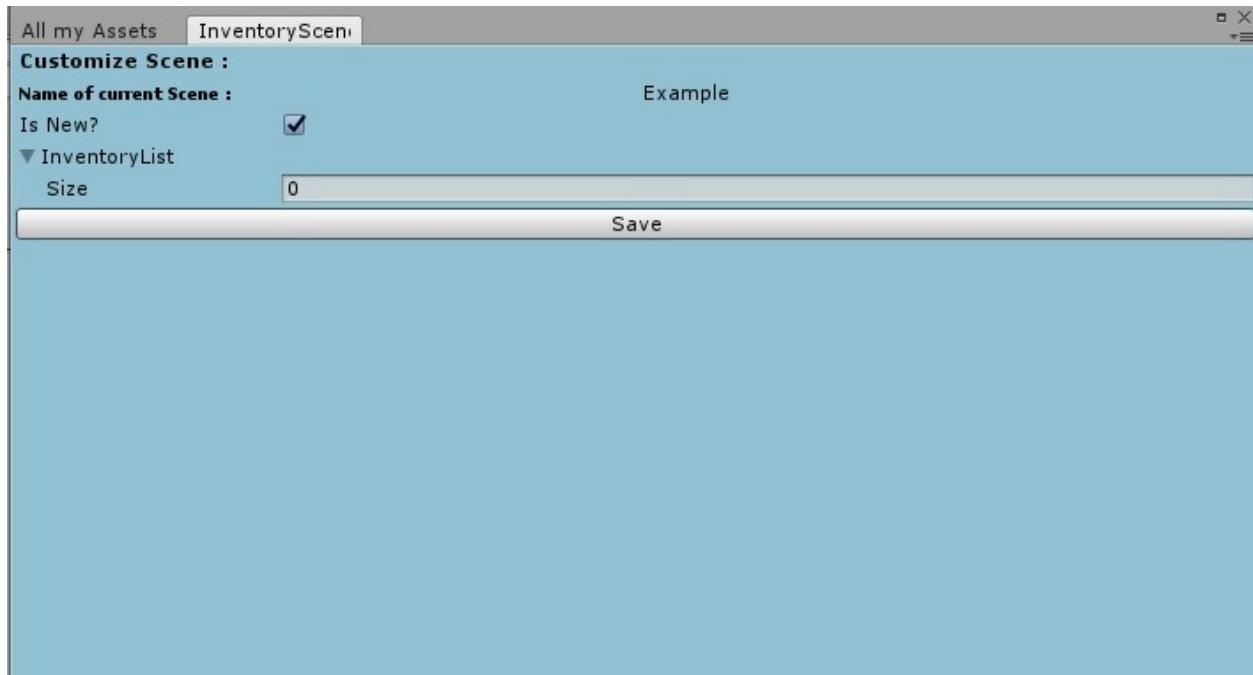 All my Assets InventoryScen
Customize Scene :
Name of current Scene : Example
Is New?
InventoryList
Size 0
Save